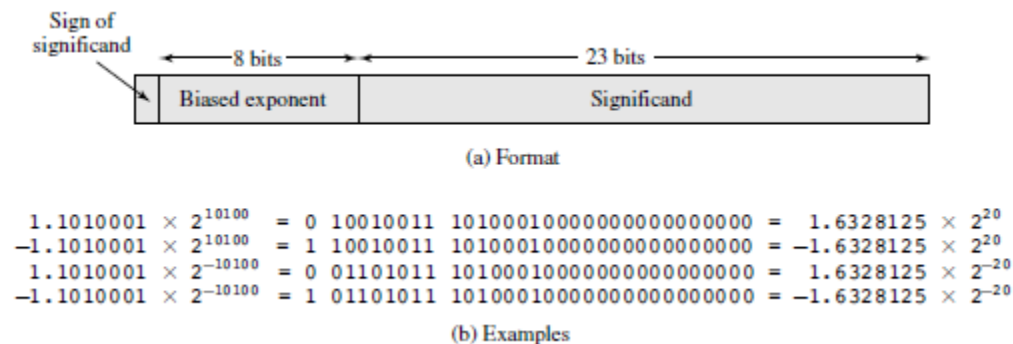 Sign of
significand
8 bits 23 bits
Biased exponent Significand
(a) Format
1.1010001 × 2^10100 = 0 10010011 10100010000000000000000 = 1.6328125 × 2^20
−1.1010001 × 2^10100 = 1 10010011 10100010000000000000000 = −1.6328125 × 2^20
1.1010001 × 2^−10100 = 0 01101011 10100010000000000000000 = 1.6328125 × 2^−20
−1.1010001 × 2^−10100 = 1 01101011 10100010000000000000000 = −1.6328125 × 2^−20
(b) Examples